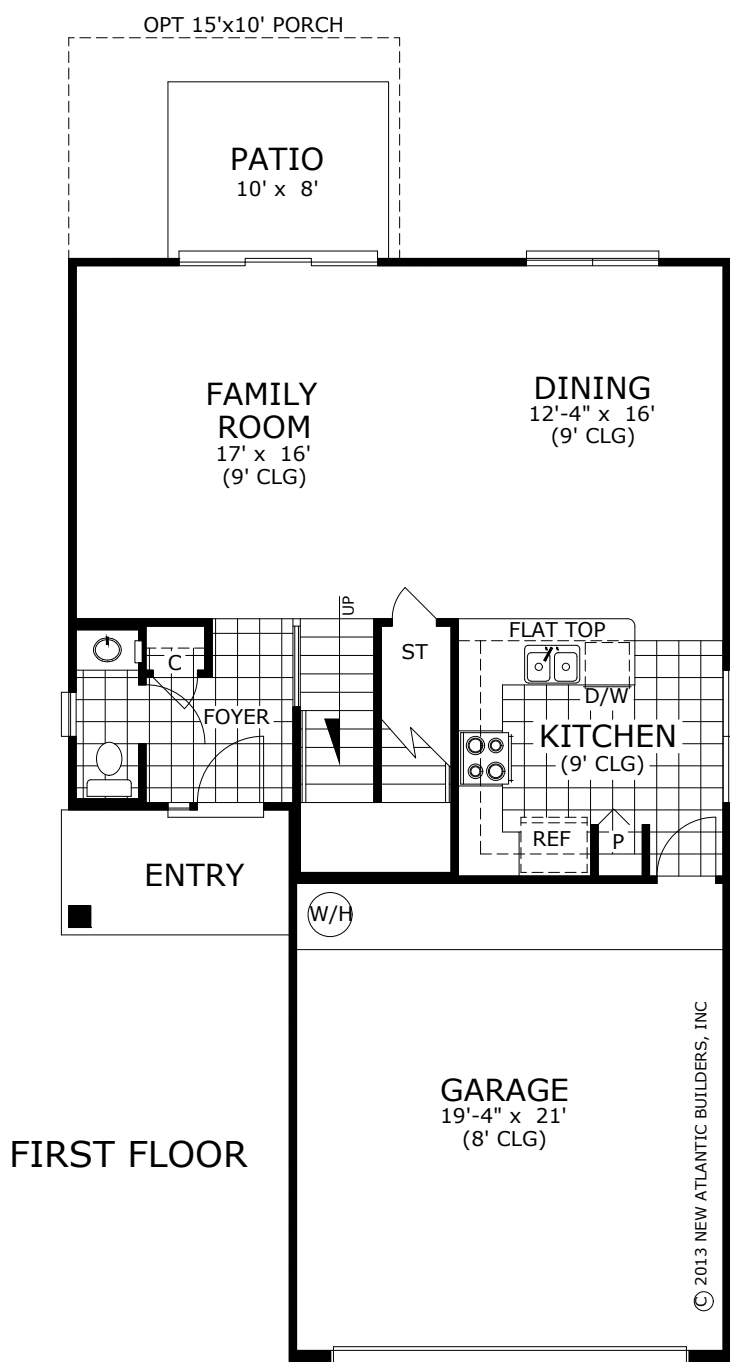 OPT 15'x10' PORCH
PATIO
10' x 8'
FAMILY
ROOM
17' x 16'
(9' CLG)
DINING
12'-4" x 16'
(9' CLG)
UP
FLAT TOP
ST
C
D/W
FOYER
KITCHEN
(9' CLG)
REF
P
ENTRY
W/H
GARAGE
19'-4" x 21'
(8' CLG)
FIRST FLOOR
© 2013 NEW ATLANTIC BUILDERS, INC